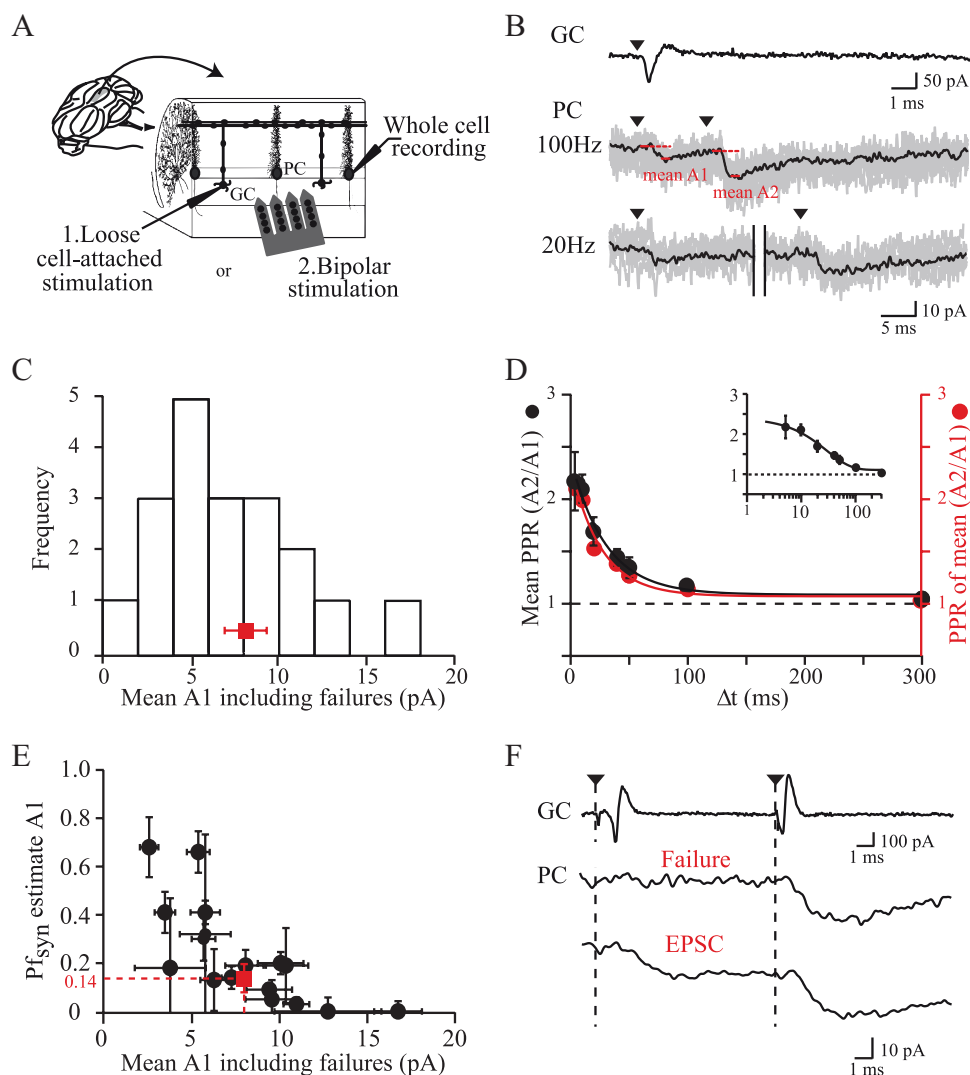 A
GC
PC
Whole cell
recording
1.Loose
cell-attached
stimulation
or
2.Bipolar
stimulation
B
GC
50 pA
1 ms
PC
100Hz
mean A1
mean A2
20Hz
10 pA
5 ms
C
Frequency
5
4
3
2
1
0
0 5 10 15 20
Mean A1 including failures (pA)
D
Mean PPR (A2/A1)
3
2
1
0 100 200 300
Δt (ms)
3
2
1
PPR of mean (A2/A1)
3
2
1
1 10 100
E
Pfsyn estimate A1
1.0
0.8
0.6
0.4
0.2
0.14
0
0 5 10 15 20
Mean A1 including failures (pA)
F
GC
100 pA
1 ms
Failure
PC
EPSC
10 pA
1 ms